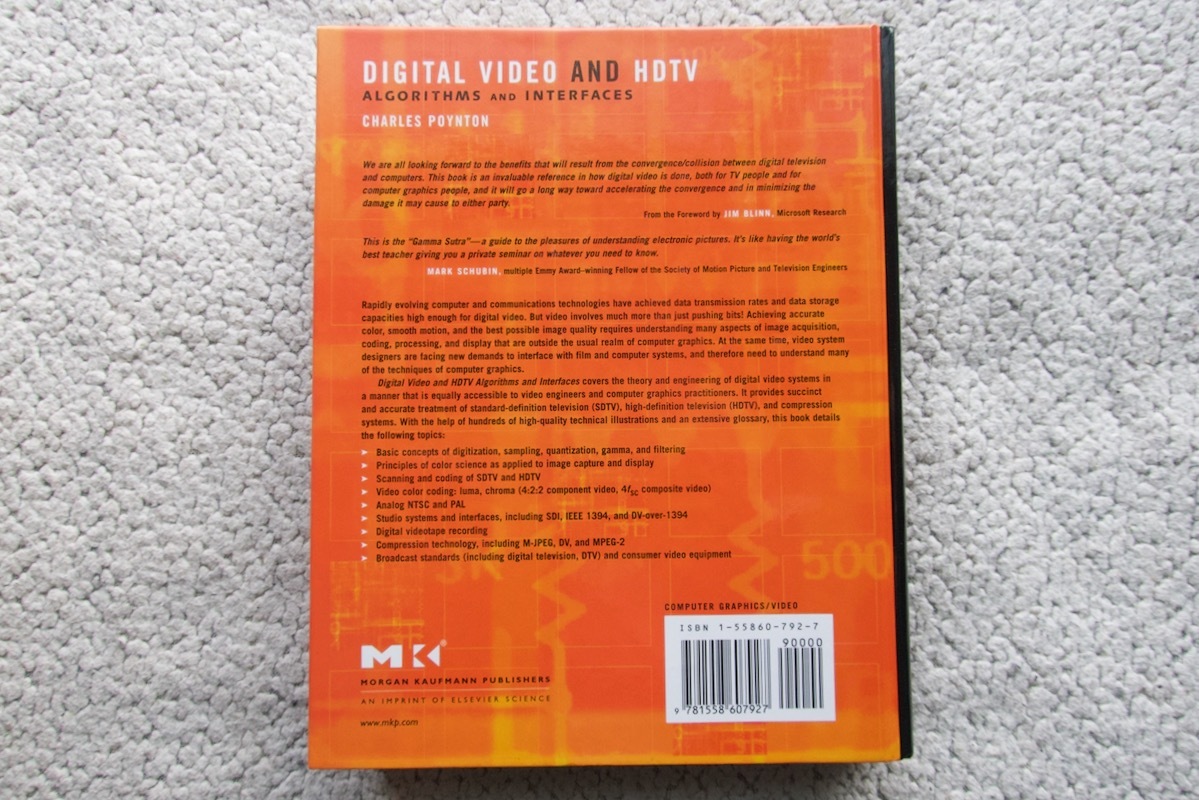 DIGITAL VIDEO AND HDTV
ALGORITHMS AND INTERFACES
CHARLES POYNTON
We are all looking forward to the benefits that will result from the convergence/collision between digital television
and computers. This book is an invaluable reference in how digital video is done, both for TV people and for
computer graphics people, and it will go a long way toward accelerating the convergence and in minimizing the
damage it may cause to either party.
From the Foreword by JIM BLINN, Microsoft Research
This is the “Gamma Sutra”—a guide to the pleasures of understanding electronic pictures. It's like having the world's
best teacher giving you a private seminar on whatever you need to know.
MARK SCHUBIN, multiple Emmy Award–winning Fellow of the Society of Motion Picture and Television Engineers
Rapidly evolving computer and communications technologies have achieved data transmission rates and data storage
capacities high enough for digital video. But video involves much more than just pushing bits! Achieving accurate
color, smooth motion, and the best possible image quality requires understanding many aspects of image acquisition,
coding, processing, and display that are outside the usual realm of computer graphics. At the same time, video system
designers are facing new demands to interface with film and computer systems, and therefore need to understand many
of the techniques of computer graphics.
Digital Video and HDTV Algorithms and Interfaces covers the theory and engineering of digital video systems in
a manner that is equally accessible to video engineers and computer graphics practitioners. It provides succinct
and accurate treatment of standard-definition television (SDTV), high-definition television (HDTV), and compression
systems. With the help of hundreds of high-quality technical illustrations and an extensive glossary, this book details
the following topics:
➤ Basic concepts of digitization, sampling, quantization, gamma, and filtering
➤ Principles of color science as applied to image capture and display
➤ Scanning and coding of SDTV and HDTV
➤ Video color coding: luma, chroma (4:2:2 component video, 4fSC composite video)
➤ Analog NTSC and PAL
➤ Studio systems and interfaces, including SDI, IEEE 1394, and DV-over-1394
➤ Digital videotape recording
➤ Compression technology, including M-JPEG, DV, and MPEG-2
➤ Broadcast standards (including digital television, DTV) and consumer video equipment
5K
500
10K
COMPUTER GRAPHICS/VIDEO
ISBN 1-55860-792-7
90000
9 781558 607927
MK®
MORGAN KAUFMANN PUBLISHERS
AN IMPRINT OF ELSEVIER SCIENCE
www.mkp.com